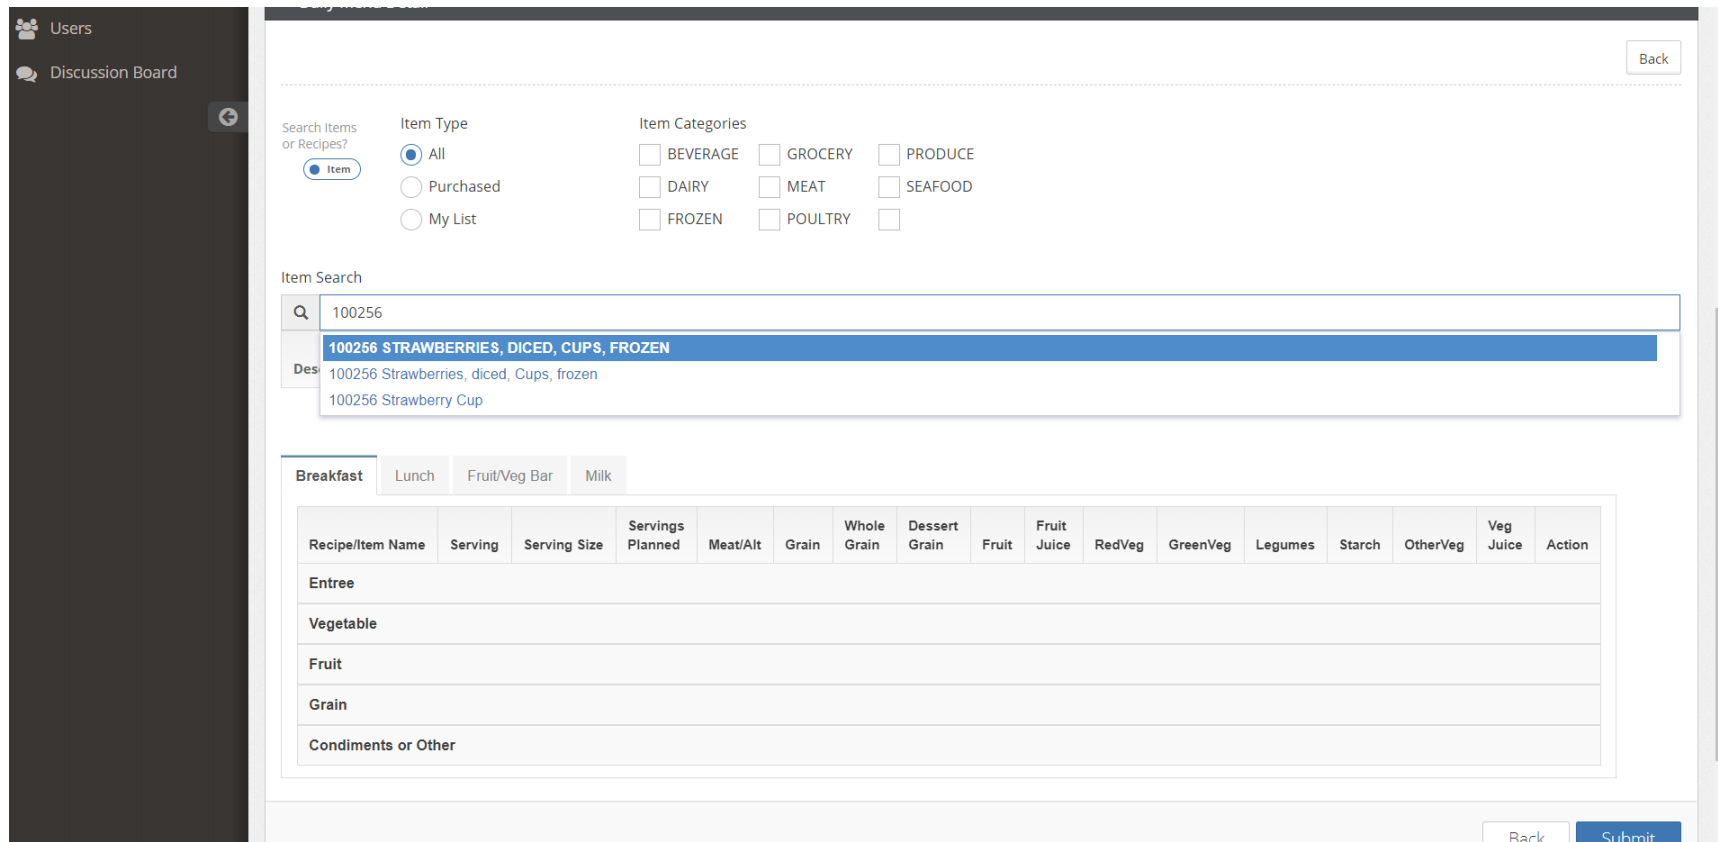 Users
Discussion Board
Back
Search Items
or Recipes?
Item
Item Type
All
Purchased
My List
Item Categories
BEVERAGE GROCERY PRODUCE
DAIRY MEAT SEAFOOD
FROZEN POULTRY
Item Search
100256
100256 STRAWBERRIES, DICED, CUPS, FROZEN
100256 Strawberries, diced, Cups, frozen
100256 Strawberry Cup
Breakfast Lunch Fruit/Veg Bar Milk
Recipe/Item Name Serving Serving Size Servings Planned Meat/Alt Grain Whole Grain Dessert Grain Fruit Fruit Juice RedVeg GreenVeg Legumes Starch OtherVeg Veg Juice Action
Entree
Vegetable
Fruit
Grain
Condiments or Other
Back Submit